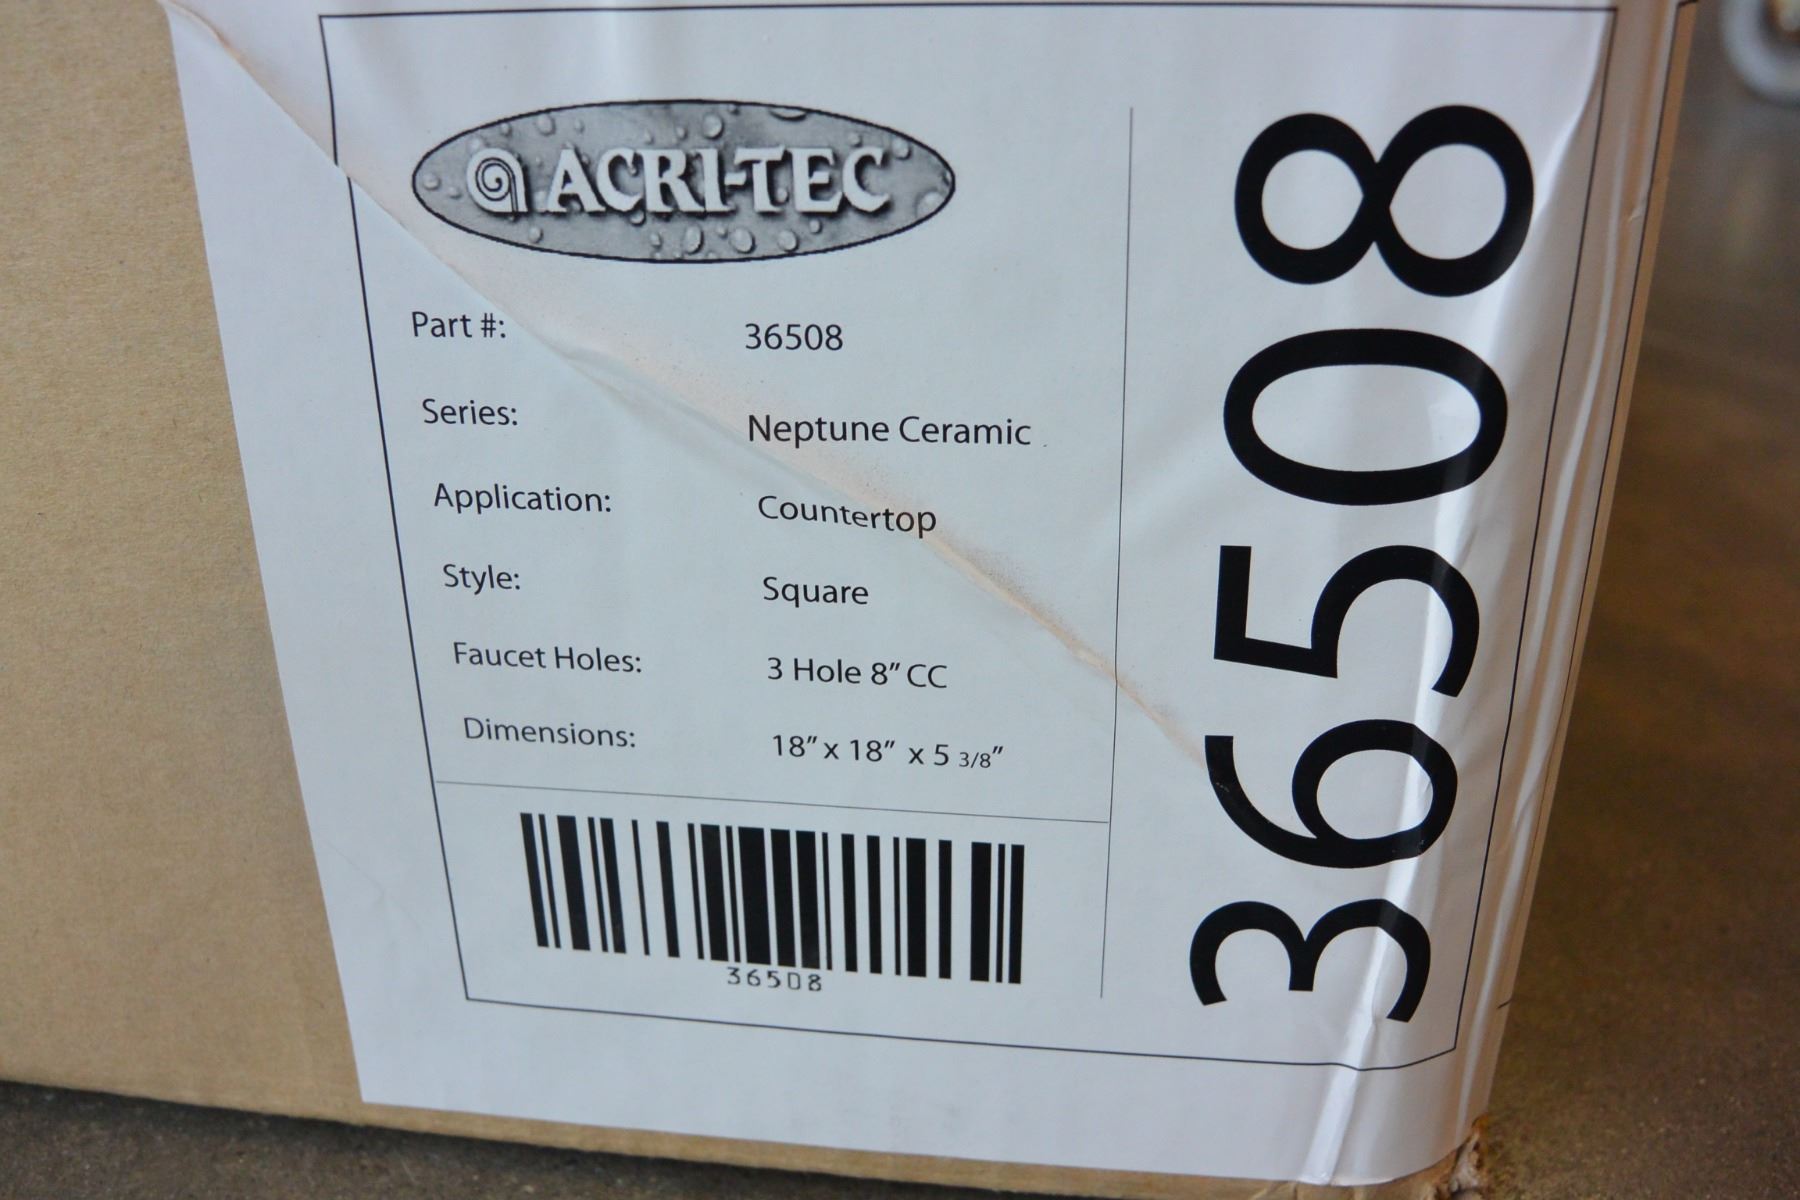 ACRI-TEC
Part #: 36508
Series: Neptune Ceramic
Application: Countertop
Style: Square
Faucet Holes: 3 Hole 8" CC
Dimensions: 18" x 18" x 5 3/8"
36508
36508